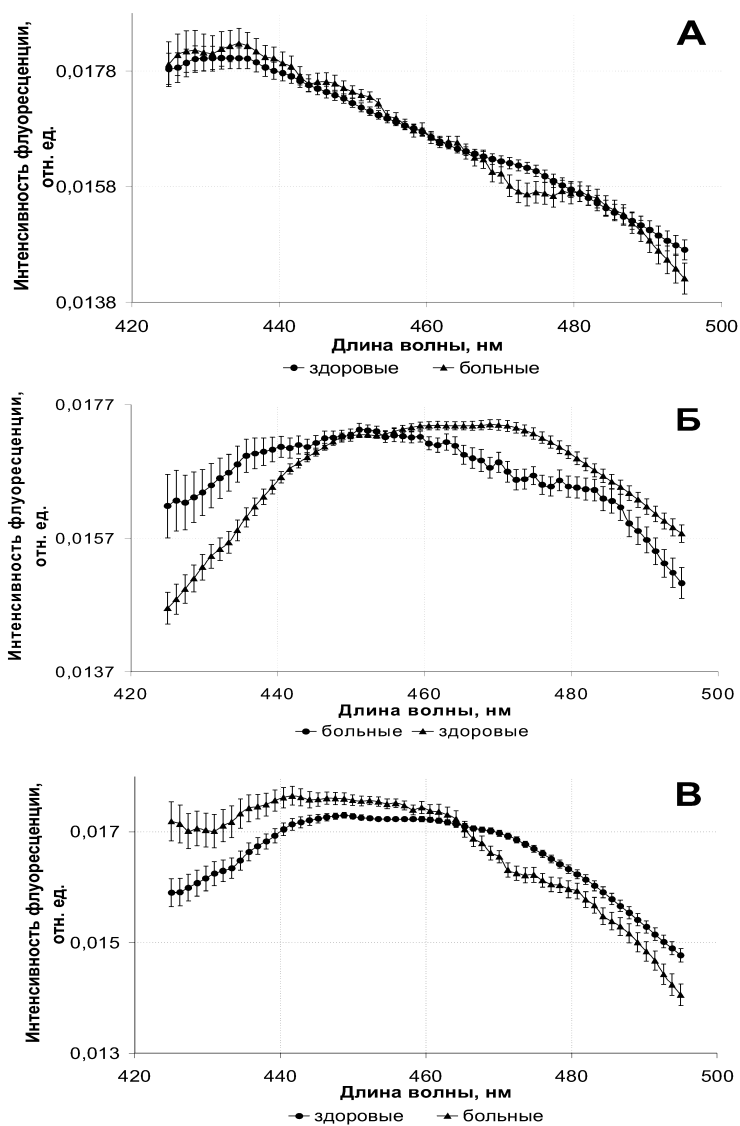 А
Интенсивность флуоресценции,
отн. ед.
0,0178
0,0158
0,0138
420
440
460
480
500
Длина волны, нм
здоровые
больные
Б
Интенсивность флуоресценции,
отн. ед.
0,0177
0,0157
0,0137
420
440
460
480
500
Длина волны, нм
больные
здоровые
В
Интенсивность флуоресценции,
отн. ед.
0,017
0,015
0,013
420
440
460
480
500
Длина волны, нм
здоровые
больные